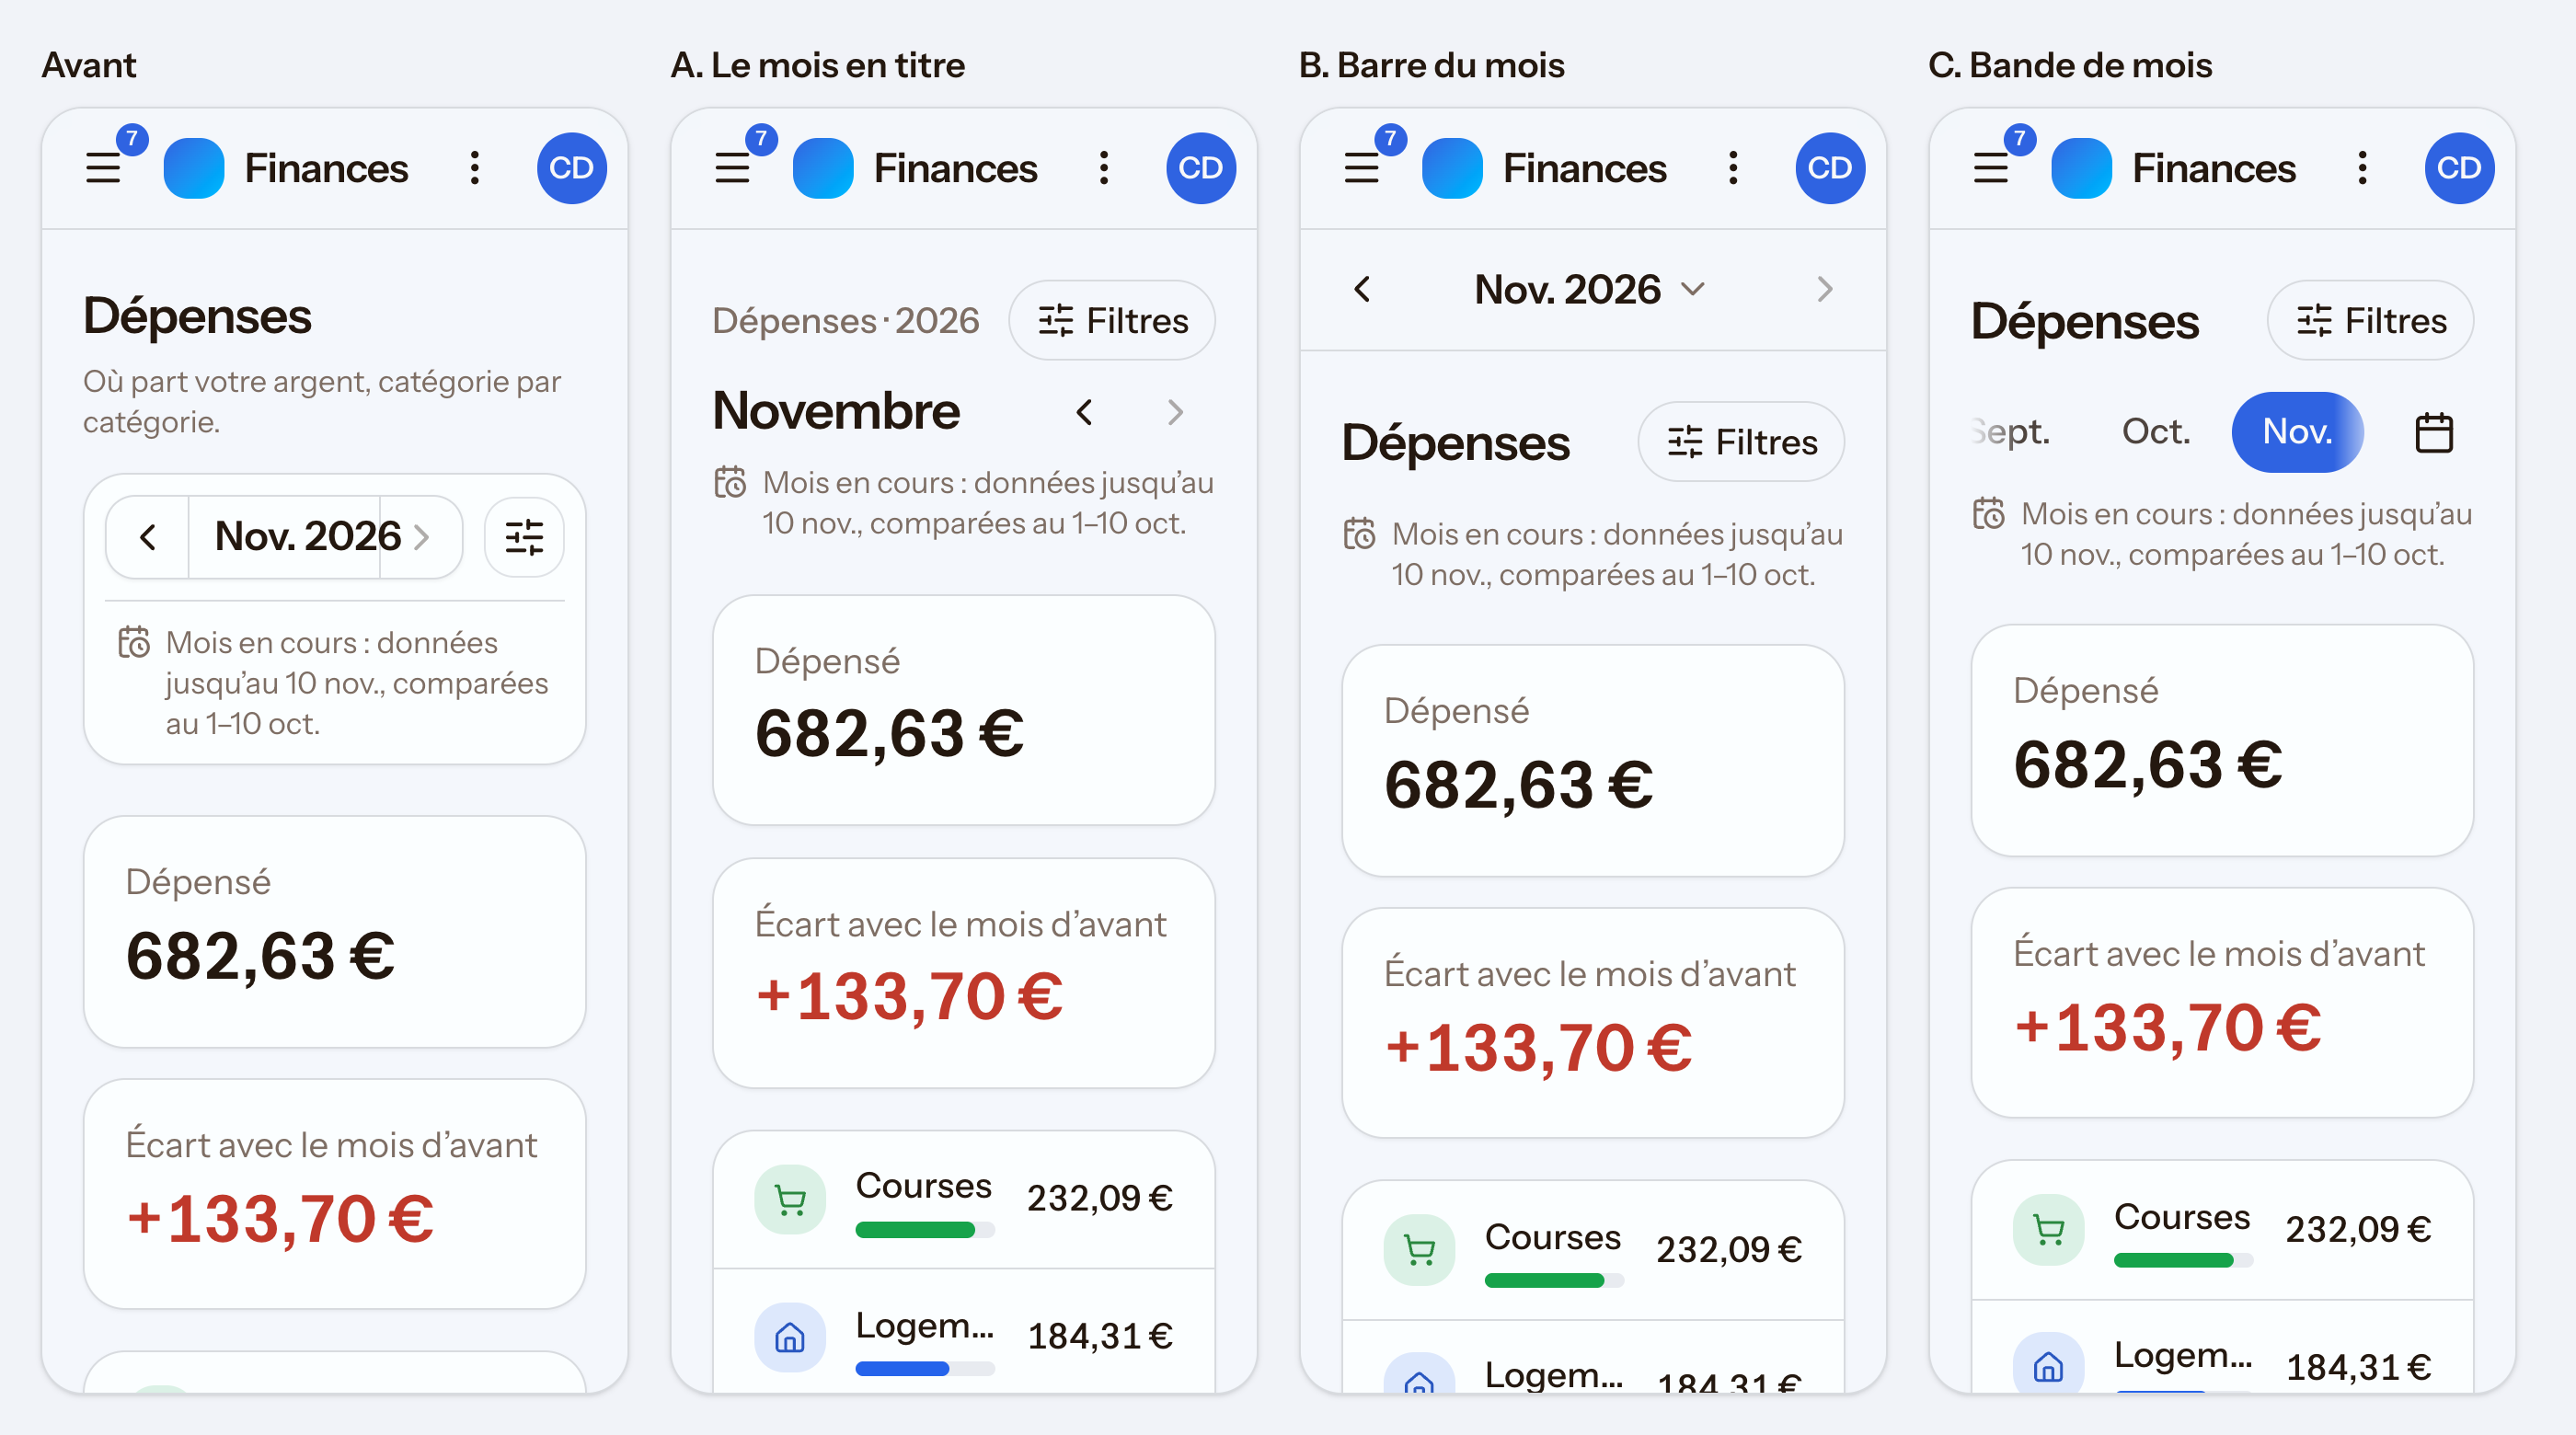 Avant
7
Finances
CD
Dépenses
Où part votre argent, catégorie par
catégorie.
Nov. 2026
Mois en cours : données
jusqu’au 10 nov., comparées
au 1–10 oct.
Dépensé
682,63 €
Écart avec le mois d’avant
+133,70 €
A. Le mois en titre
7
Finances
CD
Dépenses · 2026
Filtres
Novembre
Mois en cours : données jusqu’au
10 nov., comparées au 1–10 oct.
Dépensé
682,63 €
Écart avec le mois d’avant
+133,70 €
Courses
232,09 €
Logem…
184,31 €
B. Barre du mois
7
Finances
CD
Nov. 2026
Dépenses
Filtres
Mois en cours : données jusqu’au
10 nov., comparées au 1–10 oct.
Dépensé
682,63 €
Écart avec le mois d’avant
+133,70 €
Courses
232,09 €
Logem…
184,31 €
C. Bande de mois
7
Finances
CD
Dépenses
Filtres
Sept.
Oct.
Nov.
Mois en cours : données jusqu’au
10 nov., comparées au 1–10 oct.
Dépensé
682,63 €
Écart avec le mois d’avant
+133,70 €
Courses
232,09 €
Logem…
184,31 €